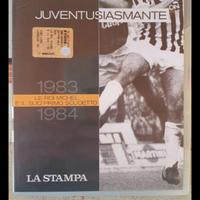 JUVENTUSIASMANTE
1983
LE ROI MICHEL
E IL SUO PRIMO SCUDETTO
1984
LA STAMPA